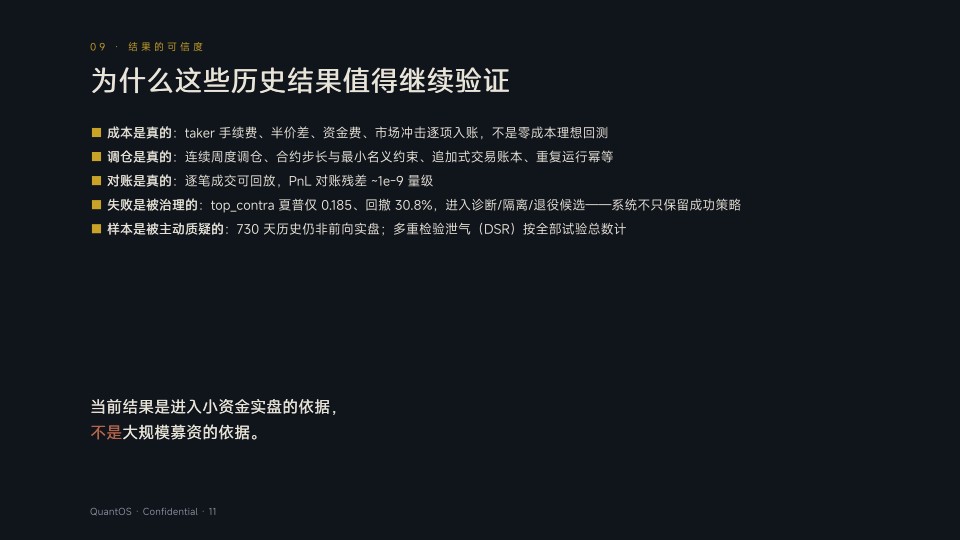 09 · 结果的可信度
为什么这些历史结果值得继续验证
成本是真的：taker 手续费、半价差、资金费、市场冲击逐项入账，不是零成本理想回测
调仓是真的：连续周度调仓、合约步长与最小名义约束、追加式交易账本、重复运行幂等
对账是真的：逐笔成交可回放，PnL 对账残差 ~1e-9 量级
失败是被治理的：top_contra 夏普仅 0.185、回撤 30.8%，进入诊断/隔离/退役候选——系统不只保留成功策略
样本是被主动质疑的：730 天历史仍非前向实盘；多重检验泄气（DSR）按全部试验总数计
当前结果是进入小资金实盘的依据，
不是大规模募资的依据。
QuantOS · Confidential · 11